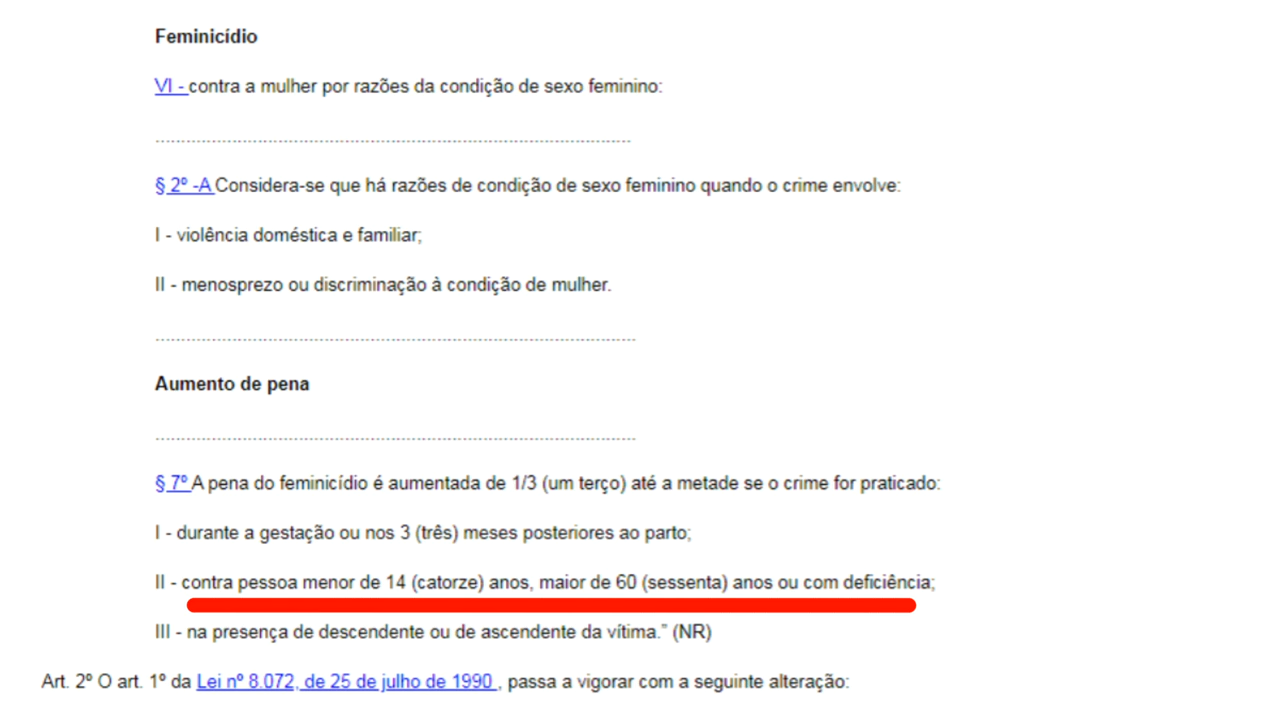 Feminicídio
VI - contra a mulher por razões da condição de sexo feminino:
..........................................................................................
§ 2º -A Considera-se que há razões de condição de sexo feminino quando o crime envolve:
I - violência doméstica e familiar;
II - menosprezo ou discriminação à condição de mulher.
...........................................................................................
Aumento de pena
...........................................................................................
§ 7º A pena do feminicídio é aumentada de 1/3 (um terço) até a metade se o crime for praticado:
I - durante a gestação ou nos 3 (três) meses posteriores ao parto;
II - contra pessoa menor de 14 (catorze) anos, maior de 60 (sessenta) anos ou com deficiência;
III - na presença de descendente ou de ascendente da vítima.” (NR)
Art. 2º O art. 1º da Lei nº 8.072, de 25 de julho de 1990 , passa a vigorar com a seguinte alteração: